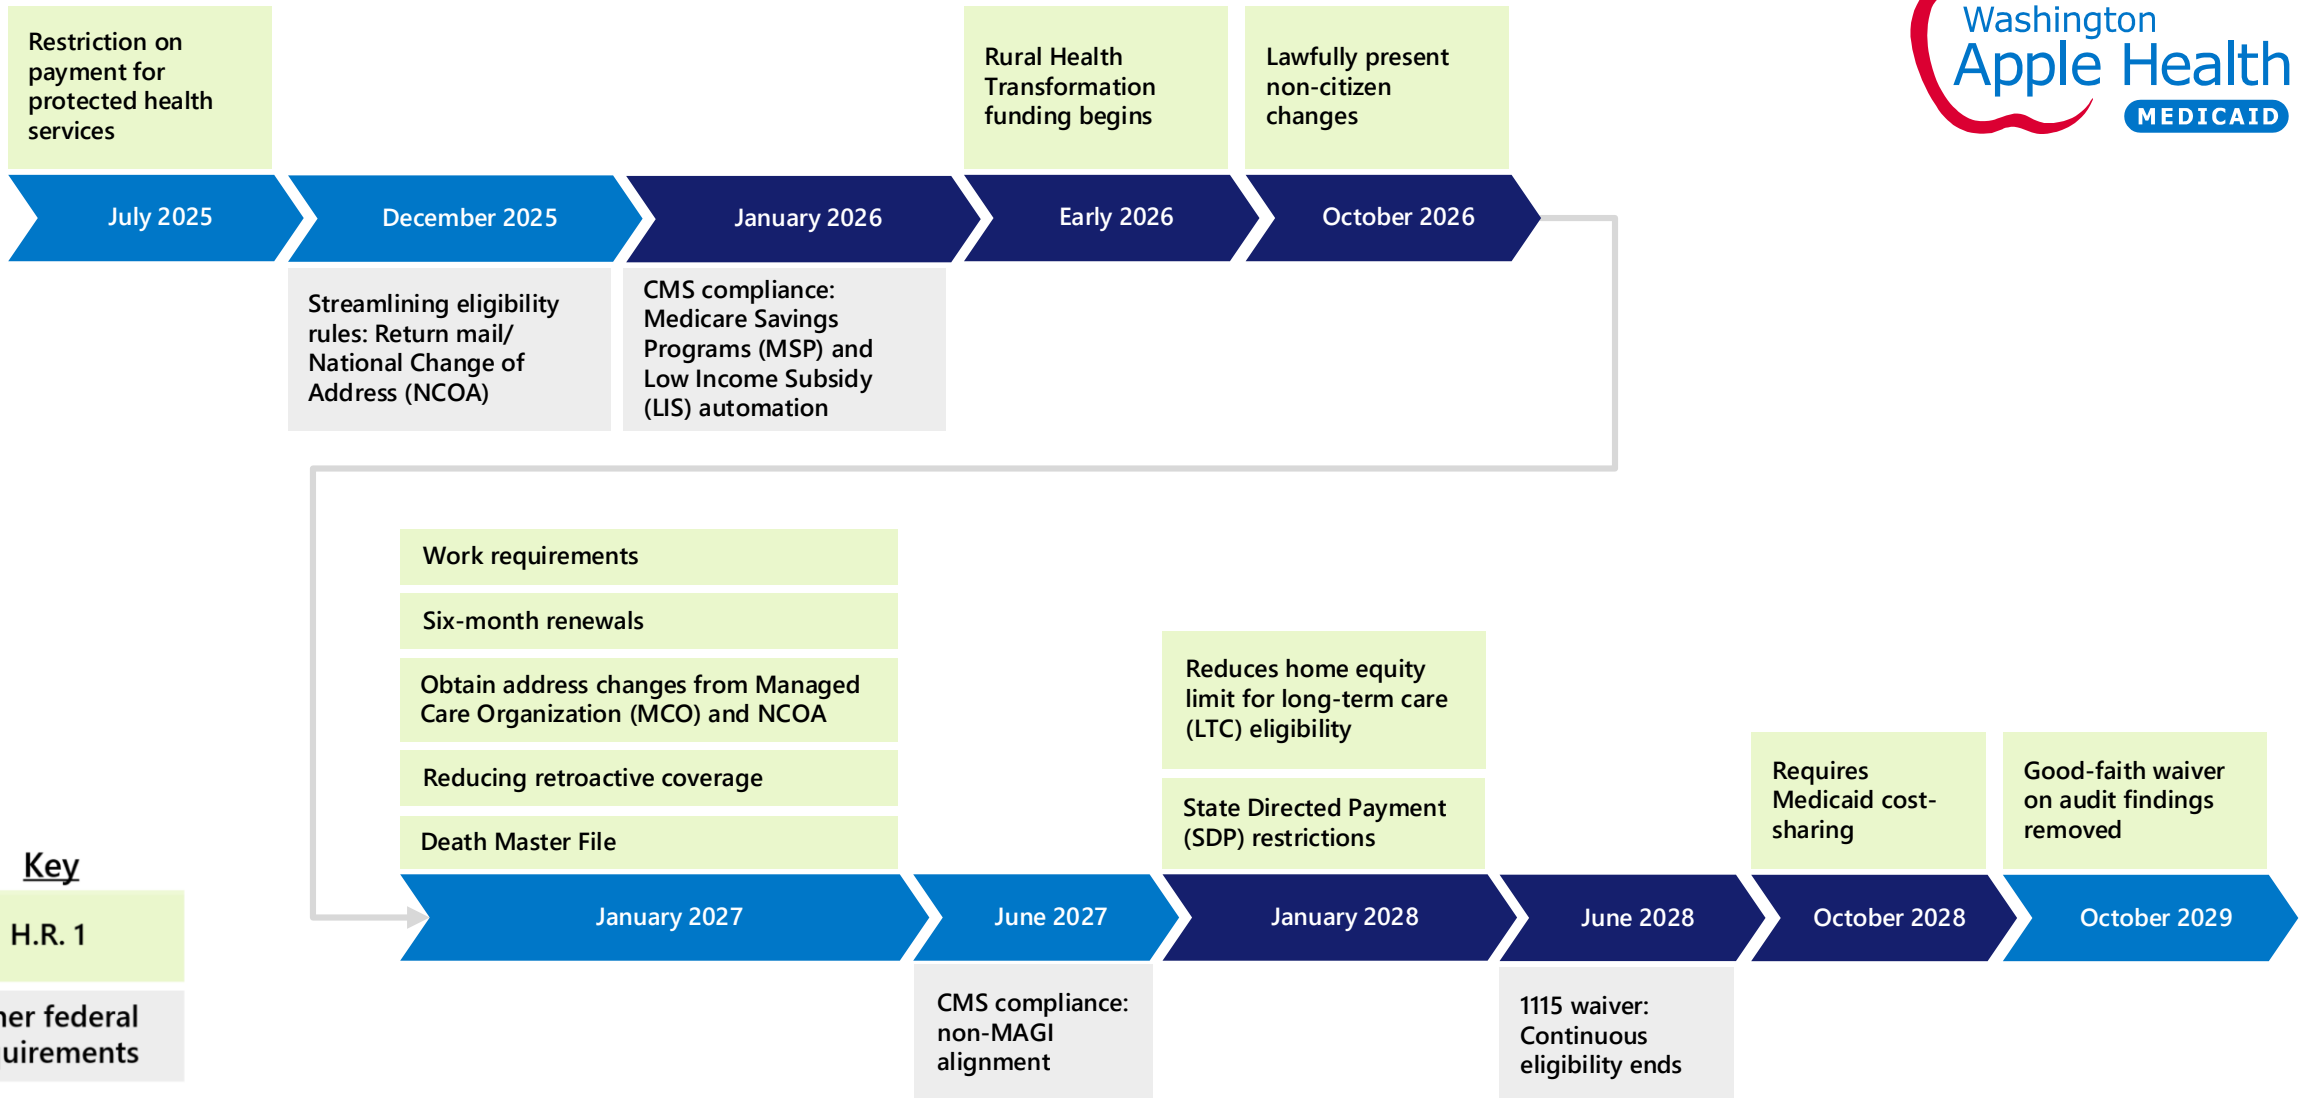 Washington
Apple Health
MEDICAID
Restriction on
payment for
protected health
services
Rural Health
Transformation
funding begins
Lawfully present
non-citizen
changes
July 2025
December 2025
January 2026
Early 2026
October 2026
Streamlining eligibility
rules: Return mail/
National Change of
Address (NCOA)
CMS compliance:
Medicare Savings
Programs (MSP) and
Low Income Subsidy
(LIS) automation
Work requirements
Six-month renewals
Obtain address changes from Managed
Care Organization (MCO) and NCOA
Reducing retroactive coverage
Death Master File
Reduces home equity
limit for long-term care
(LTC) eligibility
State Directed Payment
(SDP) restrictions
Requires
Medicaid cost-
sharing
Good-faith waiver
on audit findings
removed
January 2027
June 2027
January 2028
June 2028
October 2028
October 2029
CMS compliance:
non-MAGI
alignment
1115 waiver:
Continuous
eligibility ends
Key
H.R. 1
federal